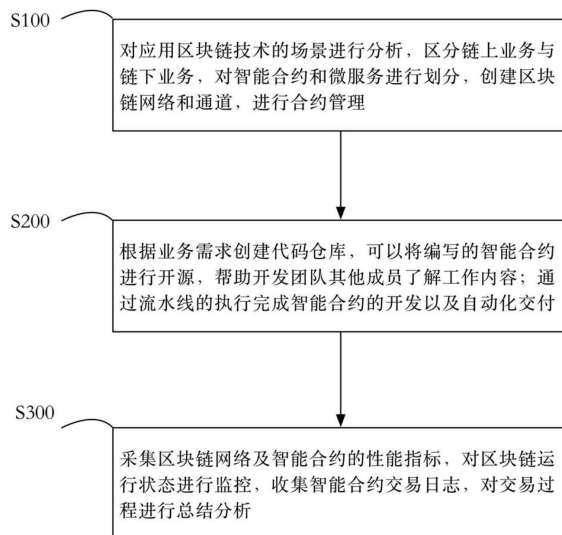 S100
对应用区块链技术的场景进行分析，区分链上业务与
链下业务，对智能合约和微服务进行划分，创建区块
链网络和通道，进行合约管理
S200
根据业务需求创建代码仓库，可以将编写的智能合约
进行开源，帮助开发团队其他成员了解工作内容；通
过流水线的执行完成智能合约的开发以及自动化交付
S300
采集区块链网络及智能合约的性能指标，对区块链运
行状态进行监控，收集智能合约交易日志，对交易过
程进行总结分析